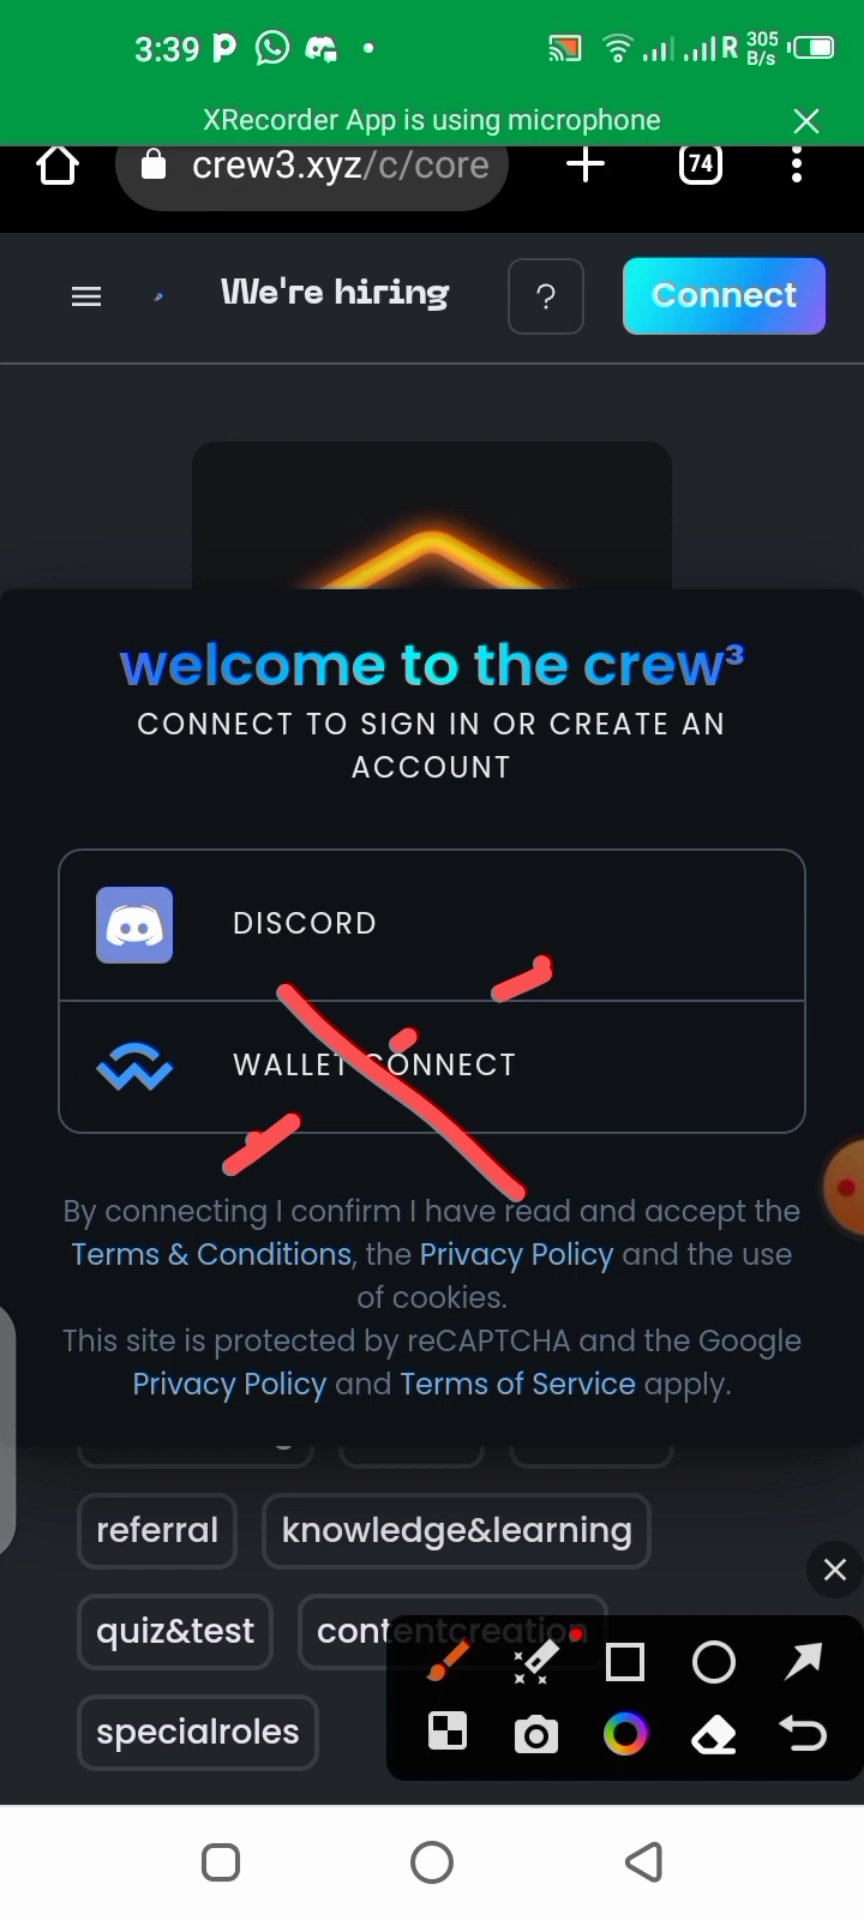 3:39
R 305 B/s
XRecorder App is using microphone
crew3.xyz/c/core
74
We're hiring
?
Connect
welcome to the crew³
CONNECT TO SIGN IN OR CREATE AN
ACCOUNT
DISCORD
WALLET CONNECT
By connecting I confirm I have read and accept the
Terms & Conditions, the Privacy Policy and the use
of cookies.
This site is protected by reCAPTCHA and the Google
Privacy Policy and Terms of Service apply.
referral
knowledge&learning
quiz&test
contentcreation
specialroles